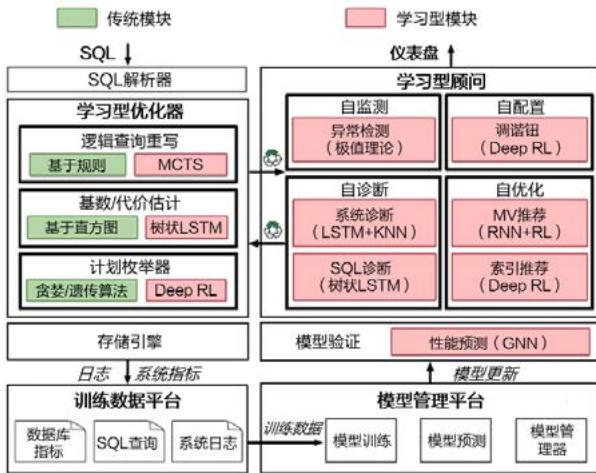 传统模块
学习型模块
SQL
仪表盘
SQL解析器
学习型优化器
逻辑查询重写
基于规则
MCTS
基数/代价估计
基于直方图
树状LSTM
计划枚举器
贪婪/遗传算法
Deep RL
存储引擎
学习型顾问
自监测
异常检测
(极值理论)
自配置
调谐钮
(Deep RL)
自诊断
系统诊断
(LSTM+KNN)
SQL诊断
(树状LSTM)
自优化
MV推荐
(RNN+RL)
索引推荐
(Deep RL)
模型验证
性能预测(GNN)
日志
系统指标
模型更新
训练数据平台
数据库
指标
SQL查询
系统日志
训练数据
模型管理平台
模型训练
模型预测
模型管
理器